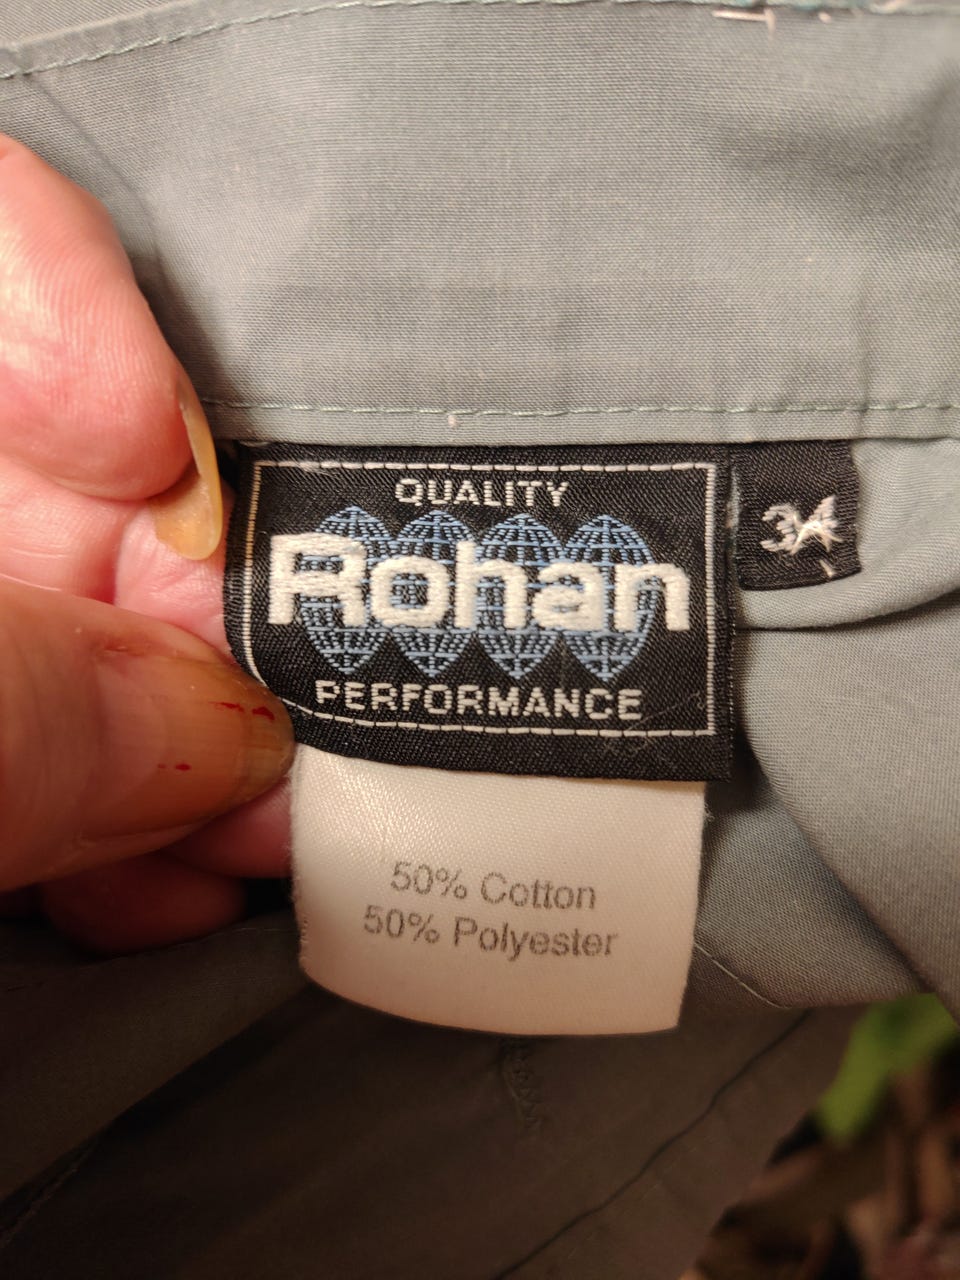 QUALITY
Rohan
PERFORMANCE
34
50% Cotton
50% Polyester